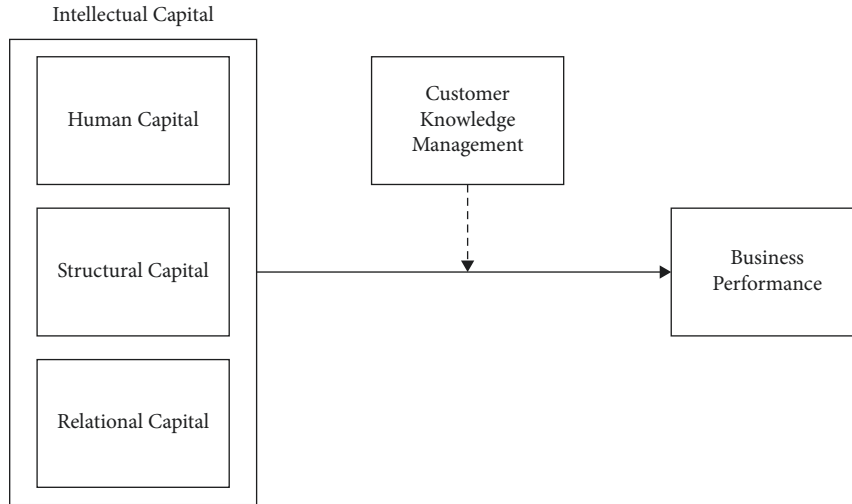 Intellectual Capital
Human Capital
Structural Capital
Relational Capital
Customer
Knowledge
Management
Business
Performance